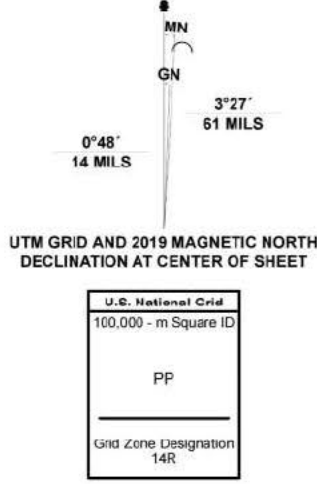 MN
GN
3°27´
61 MILS
0°48´
14 MILS
UTM GRID AND 2019 MAGNETIC NORTH
DECLINATION AT CENTER OF SHEET
U.S. National Grid
100,000 - m Square ID
PP
Grid Zone Designation
14R